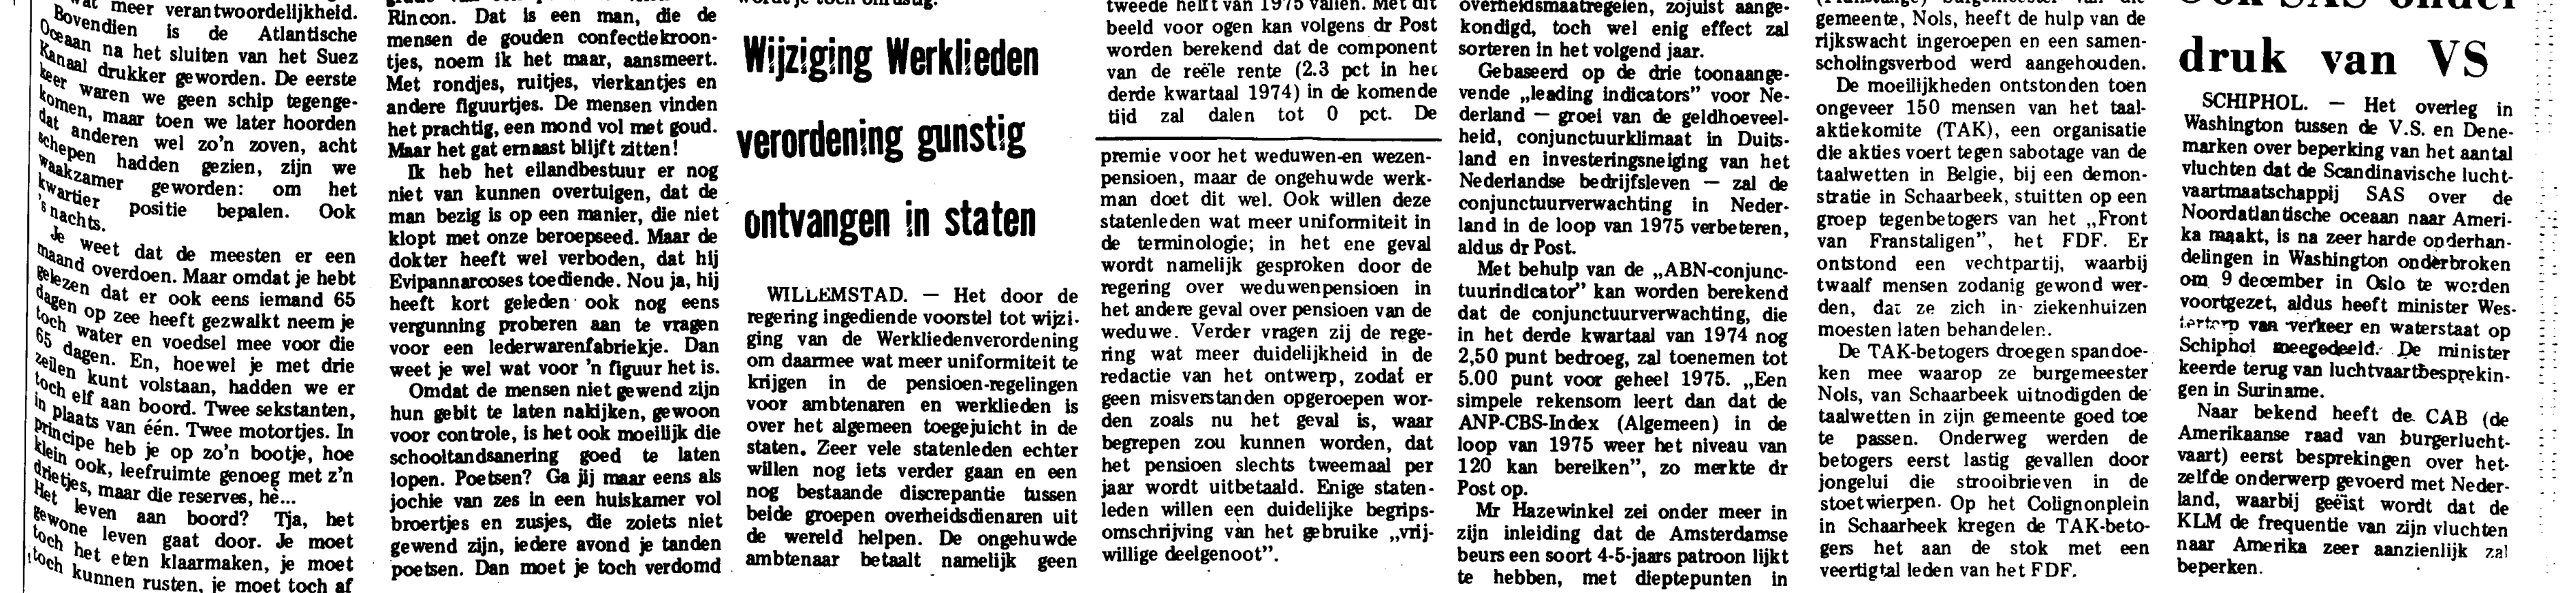 wat meer verantwoordelijkheid.
Bovendien is de Atlantische
Oceaan na het sluiten van het Suez
Kanaal drukker geworden. De eerste
keer waren we geen schip tegenge-
komen, maar toen we later hoorden
dat anderen wel zo'n zoven, acht
schepen hadden gezien, zijn we
waakzamer geworden: om het
kwartier positie bepalen. Ook
's nachts.
Je weet dat de meesten er een
maand overdoen. Maar omdat je hebt
gelezen dat er ook eens iemand 65
dagen op zee heeft gezwalkt neem je
toch water en voedsel mee voor die
65 dagen. En, hoewel je met drie
zeilen kunt volstaan, hadden we er
toch elf aan boord. Twee sekstanten,
in plaats van één. Twee motortjes. In
principe heb je op zo'n bootje, hoe
klein ook, leefruimte genoeg met z'n
drietjes, maar die reserves, hè...
Het leven aan boord? Tja, het
gewone leven gaat door. Je moet
toch het eten klaarmaken, je moet
toch kunnen rusten, je moet toch af
Rincon. Dat is een man, die de
mensen de gouden confectiekroon-
tjes, noem ik het maar, aansmeert.
Met rondjes, ruitjes, vierkantjes en
andere figuurtjes. De mensen vinden
het prachtig, een mond vol met goud.
Maar het gat ernaast blijft zitten!
Ik heb het eilandbestuur er nog
niet van kunnen overtuigen, dat de
man bezig is op een manier, die niet
klopt met onze beroepseed. Maar de
dokter heeft wel verboden, dat hij
Evipannarcoses toediende. Nou ja, hij
heeft kort geleden ook nog eens
vergunning proberen aan te vragen
voor een lederwarenfabriekje. Dan
weet je wel wat voor 'n figuur het is.
Omdat de mensen niet gewend zijn
hun gebit te laten nakijken, gewoon
voor controle, is het ook moeilijk die
schooltandsanering goed te laten
lopen. Poetsen? Ga jij maar eens als
jochie van zes in een huiskamer vol
broertjes en zusjes, die zoiets niet
gewend zijn, iedere avond je tanden
poetsen. Dan moet je toch verdomd
Wijziging Werklieden
verordening gunstig
ontvangen in staten
WILLEMSTAD. — Het door de
regering ingediende voorstel tot wijzi-
ging van de Werkliedenverordening
om daarmee wat meer uniformiteit te
krijgen in de pensioen-regelingen
voor ambtenaren en werklieden is
over het algemeen toegejuicht in de
staten. Zeer vele statenleden echter
willen nog iets verder gaan en een
nog bestaande discrepantie tussen
beide groepen overheidsdienaren uit
de wereld helpen. De ongehuwde
ambtenaar betaalt namelijk geen
tweede helft van 1975 vallen. Met dit
beeld voor ogen kan volgens dr Post
worden berekend dat de component
van de reële rente (2.3 pct in het
derde kwartaal 1974) in de komende
tijd zal dalen tot 0 pct. De
premie voor het weduwen-en wezen-
pensioen, maar de ongehuwde werk-
man doet dit wel. Ook willen deze
statenleden wat meer uniformiteit in
de terminologie; in het ene geval
wordt namelijk gesproken door de
regering over weduwenpensioen in
het andere geval over pensioen van de
weduwe. Verder vragen zij de rege-
ring wat meer duidelijkheid in de
redactie van het ontwerp, zodat er
geen misverstanden opgeroepen wor-
den zoals nu het geval is, waar
begrepen zou kunnen worden, dat
het pensioen slechts tweemaal per
jaar wordt uitbetaald. Enige staten-
leden willen een duidelijke begrips-
omschrijving van het gebruike „vrij-
willige deelgenoot”.
overheidsmaatregelen, zojuist aange-
kondigd, toch wel enig effect zal
sorteren in het volgend jaar.
Gebaseerd op de drie toonaange-
vende „leading indicators” voor Ne-
derland — groei van de geldhoeveel-
heid, conjunctuurklimaat in Duits-
land en investeringsneiging van het
Nederlandse bedrijfsleven — zal de
conjunctuurverwachting in Neder-
land in de loop van 1975 verbeteren,
aldus dr Post.
Met behulp van de „ABN-conjunc-
tuurindicator” kan worden berekend
dat de conjunctuurverwachting, die
in het derde kwartaal van 1974 nog
2,50 punt bedroeg, zal toenemen tot
5.00 punt voor geheel 1975. „Een
simpele rekensom leert dan dat de
ANP-CBS-Index (Algemeen) in de
loop van 1975 weer het niveau van
120 kan bereiken”, zo merkte dr
Post op.
Mr Hazewinkel zei onder meer in
zijn inleiding dat de Amsterdamse
beurs een soort 4-5-jaars patroon lijkt
te hebben, met dieptepunten in
gemeente, Nols, heeft de hulp van de
rijkswacht ingeroepen en een samen-
scholingsverbod werd aangehouden.
De moeilijkheden ontstonden toen
ongeveer 150 mensen van het taal-
aktiekomite (TAK), een organisatie
die akties voert tegen sabotage van de
taalwetten in Belgie, bij een demon-
stratie in Schaarbeek, stuitten op een
groep tegenbetogers van het „Front
van Franstaligen”, het FDF. Er
ontstond een vechtpartij, waarbij
twaalf mensen zodanig gewond wer-
den, dat ze zich in ziekenhuizen
moesten laten behandelen.
De TAK-betogers droegen spandoe-
ken mee waarop ze burgemeester
Nols, van Schaarbeek uitnodigden de
taalwetten in zijn gemeente goed toe
te passen. Onderweg werden de
betogers eerst lastig gevallen door
jongelui die strooibrieven in de
stoet wierpen. Op het Colignonplein
in Schaarbeek kregen de TAK-beto-
gers het aan de stok met een
veertigtal leden van het FDF.
Ook SAS onder
druk van VS
SCHIPHOL. — Het overleg in
Washington tussen de V.S. en Dene-
marken over beperking van het aantal
vluchten dat de Scandinavische lucht-
vaartmaatschappij SAS over de
Noordatlantische oceaan naar Ameri-
ka maakt, is na zeer harde onderhan-
delingen in Washington onderbroken
om 9 december in Oslo te worden
voortgezet, aldus heeft minister Wes-
tertorp van verkeer en waterstaat op
Schiphol meegedeeld. De minister
keerde terug van luchtvaartbesprekin-
gen in Suriname.
Naar bekend heeft de CAB (de
Amerikaanse raad van burgerlucht-
vaart) eerst besprekingen over het-
zelfde onderwerp gevoerd met Neder-
land, waarbij geëist wordt dat de
KLM de frequentie van zijn vluchten
naar Amerika zeer aanzienlijk zal
beperken.